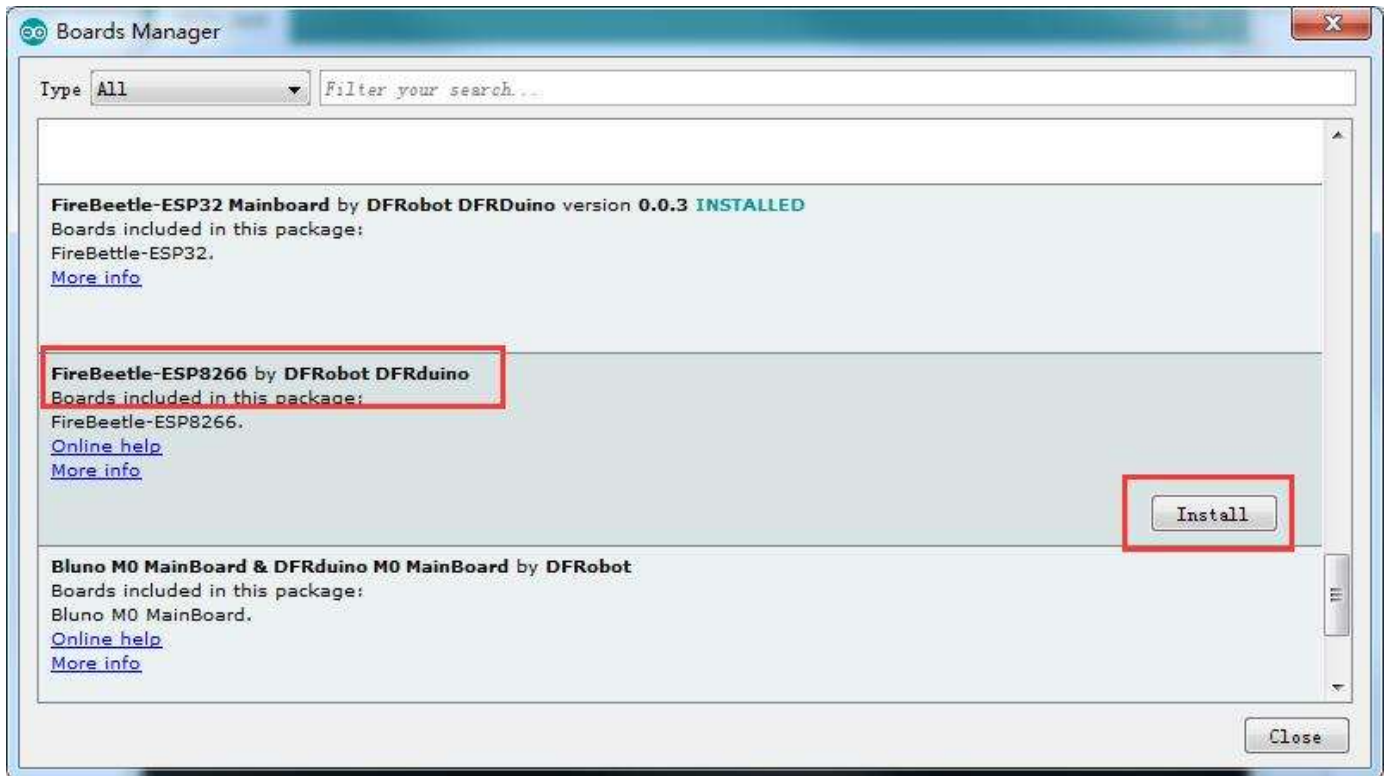 Boards Manager
Type All Filter your search...
FireBeetle-ESP32 Mainboard by DFRobot DFRDuino version 0.0.3 INSTALLED
Boards included in this package:
FireBettle-ESP32.
More info
FireBeetle-ESP8266 by DFRobot DFRduino
Boards included in this package:
FireBeetle-ESP8266.
Online help
More info
Install
Bluno M0 MainBoard & DFRduino M0 MainBoard by DFRobot
Boards included in this package:
Bluno M0 MainBoard.
Online help
More info
Close